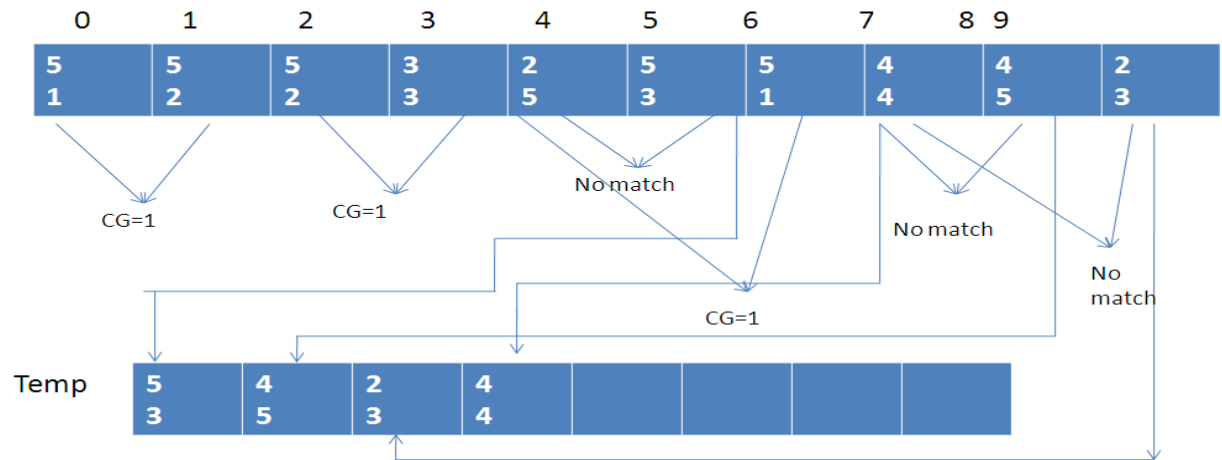 0 1 2 3 4 5 6 7 8 9
5 5 5 3 2 5 5 4 4 2
1 2 2 3 5 3 1 4 5 3
No match
CG=1
CG=1
No match
No
match
CG=1
Temp
5 4 2 4
3 5 3 4